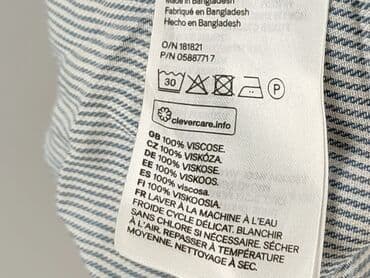 Made in Bangladesh
Fabriqué en Bangladesh
Hecho en Bangladesh
O/N 181821
P/N 0588771 7
30
P
clevercare.info
GB 100% VISCOSE.
CZ 100% VISKÓZA.
DE 100% VISKOSE.
EE 100% VISKOOS.
ES 100% viscosa.
FI 100% VISKOOSIA.
FR LAVER À LA MACHINE À L'EAU
FROIDE CYCLE DÉLICAT. BLANCHIR
SANS CHLORE SI NÉCESSAIRE. SÉCHER
À L'AIR. REPASSER À TEMPÉRATURE
MOYENNE. NETTOYAGE À SEC.